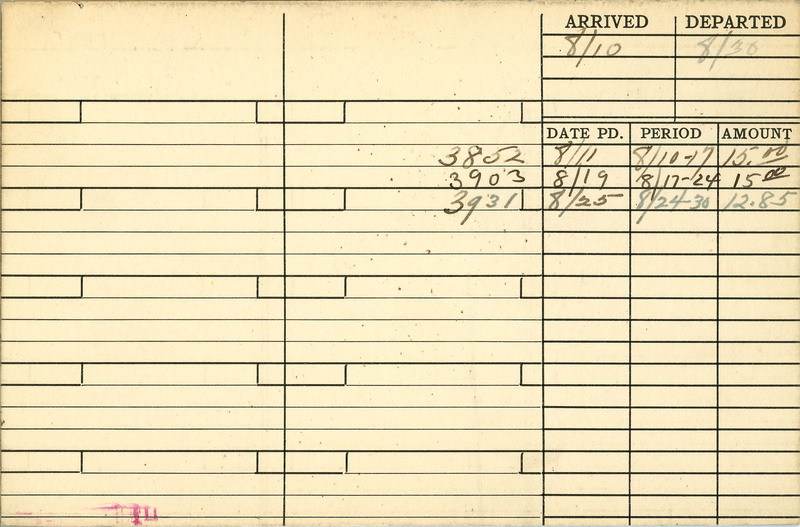 ARRIVED DEPARTED
8/10 8/30
DATE PD. PERIOD AMOUNT
3852 8/11 8/10-17 15.00
3903 8/19 8/17-24 15 00
3931 8/25 8/24-30 12.85